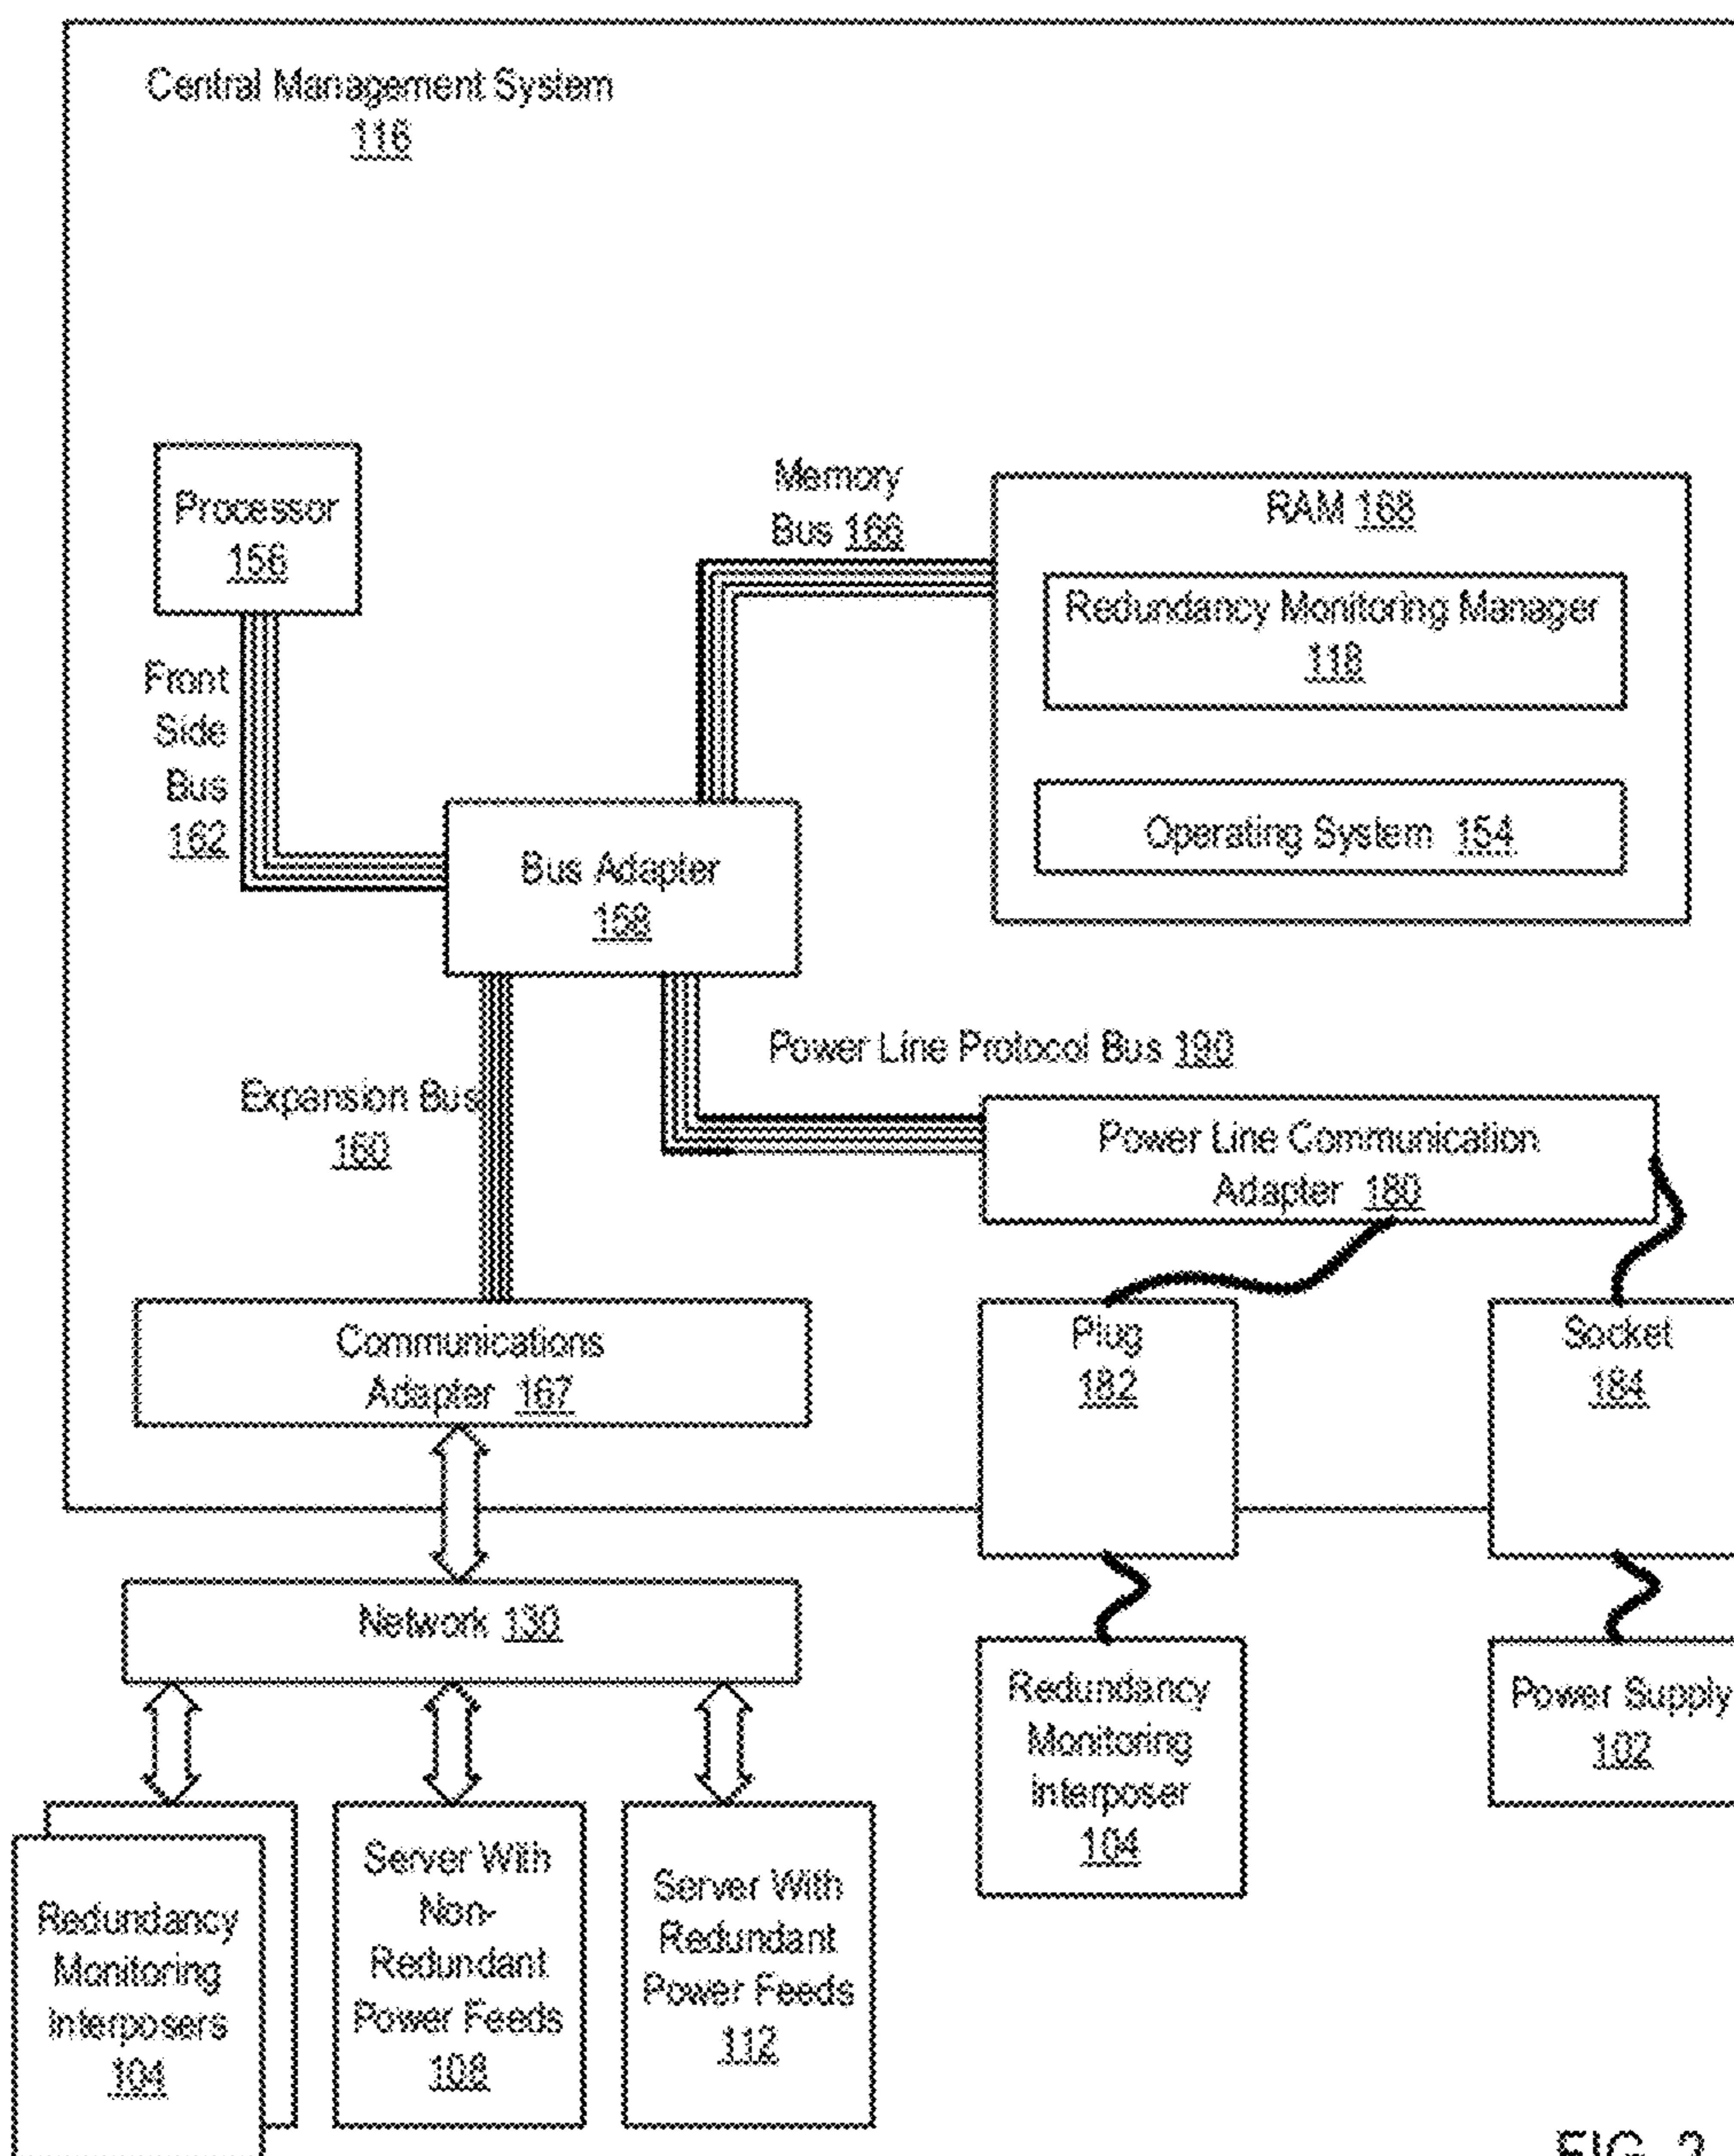 Central Management System
116
Processor
156
Memory
Bus 166
RAM 168
Redundancy Monitoring Manager
118
Operating System 154
Front
Side
Bus
162
Bus Adapter
158
Power Line Protocol Bus 190
Expansion Bus
160
Power Line Communication
Adapter 180
Communications
Adapter 167
Plug
182
Socket
184
Network 130
Redundancy
Monitoring
Interposer
104
Power Supply
102
Redundancy
Monitoring
Interposers
104
Server With
Non-
Redundant
Power Feeds
108
Server With
Redundant
Power Feeds
112